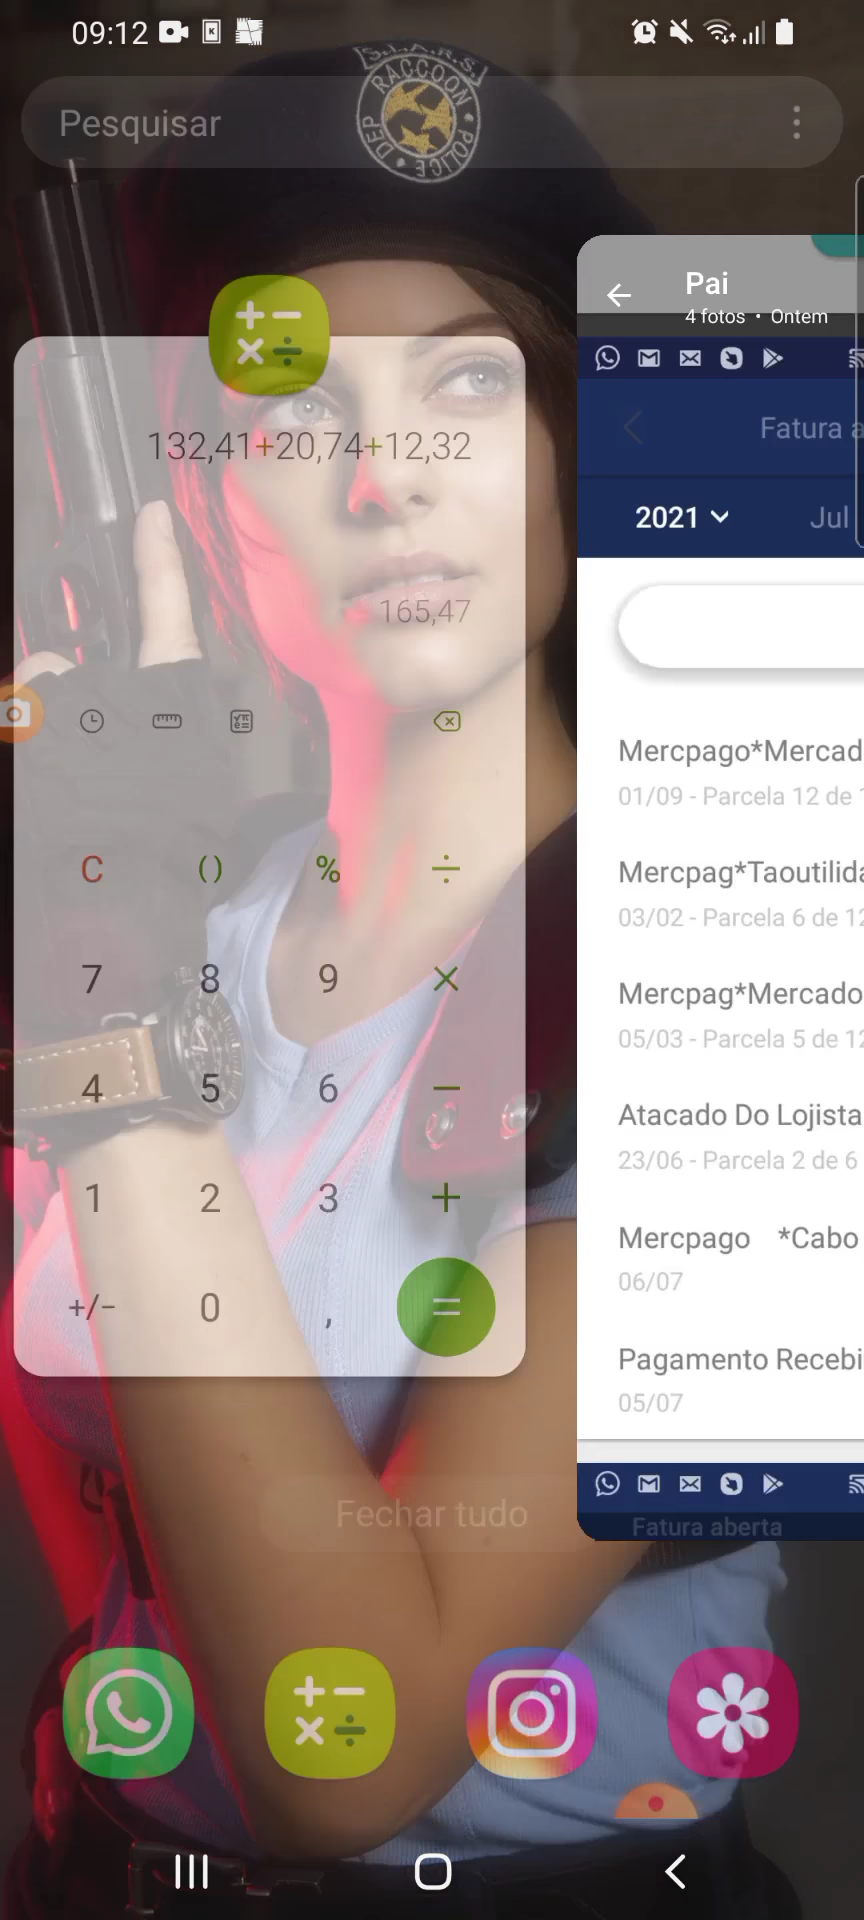 09:12
Pesquisar
S.T.A.R.S.
RACCOON
POLICE
DEP
132,41+20,74+12,32
165,47
C
( )
%
÷
7
8
9
×
4
5
6
−
1
2
3
+
+/−
0
,
=
Pai
4 fotos • Ontem
Fatura a
2021
Jul
Mercpago*Mercad
01/09 - Parcela 12 de 1
Mercpag*Taoutilida
03/02 - Parcela 6 de 12
Mercpag*Mercado
05/03 - Parcela 5 de 12
Atacado Do Lojista
23/06 - Parcela 2 de 6
Mercpago *Cabo
06/07
Pagamento Recebi
05/07
Fatura aberta
Fechar tudo